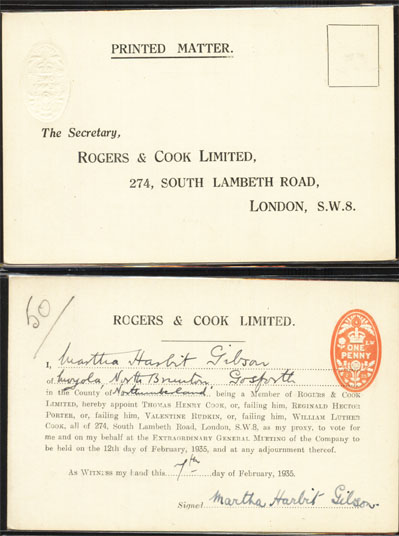 PRINTED MATTER.
The Secretary,
ROGERS & COOK LIMITED,
274, SOUTH LAMBETH ROAD,
LONDON, S.W.8.
50/
ROGERS & COOK LIMITED.
ONE
PENNY
I, Martha Harbit Gibson
of North Brunton, Gosforth
in the County of Northumberland, being a Member of ROGERS & COOK
LIMITED, hereby appoint THOMAS HENRY COOK, or, failing him, REGINALD HECTOR
PORTER, or, failing him, VALENTINE RUDKIN, or, failing him, WILLIAM LUTHER
COOK, all of 274, South Lambeth Road, London, S.W.8, as my proxy, to vote for
me and on my behalf at the EXTRAORDINARY GENERAL MEETING of the Company to
be held on the 12th day of February, 1935, and at any adjournment thereof.
As WITNESS my hand this 7th day of February, 1935.
Signed Martha Harbit Gibson.